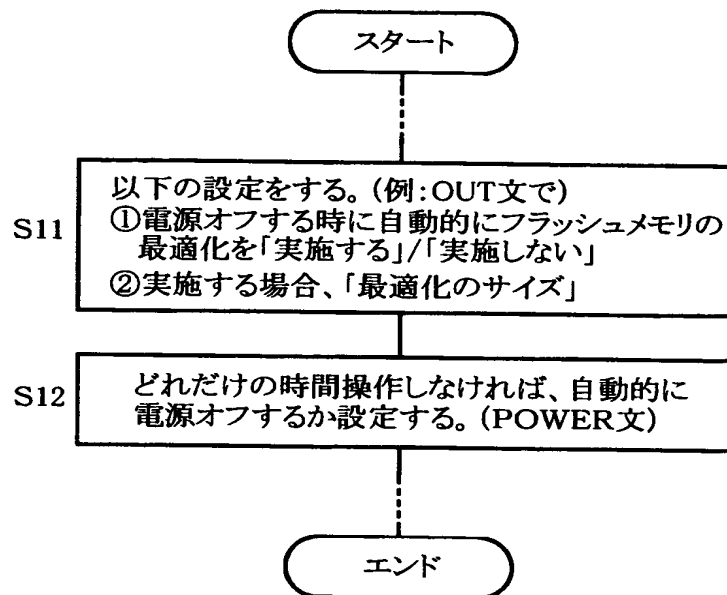 スタート
S11
以下の設定をする。(例:OUT文で)
①電源オフする時に自動的にフラッシュメモリの
最適化を「実施する」/「実施しない」
②実施する場合、「最適化のサイズ」
S12
どれだけの時間操作しなければ、自動的に
電源オフするか設定する。(POWER文)
エンド